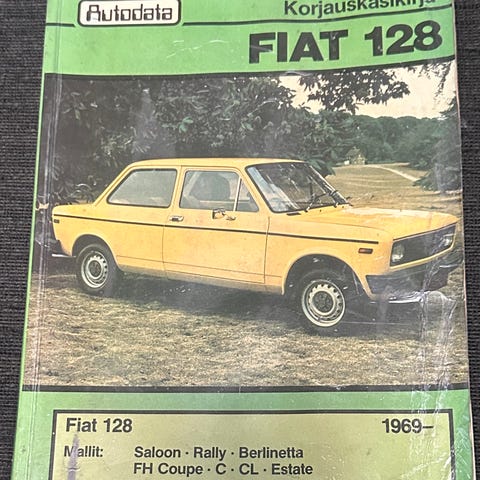 Autodata
Korjauskäsikirja
FIAT 128
Fiat 128 1969–
Mallit: Saloon · Rally · Berlinetta
FH Coupe · C · CL · Estate